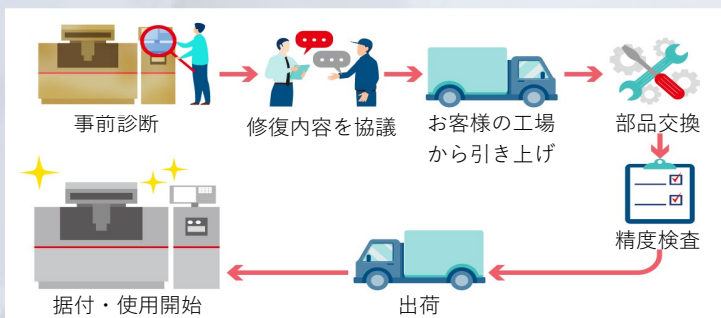 事前診断
修復内容を協議
お客様の工場
から引き上げ
部品交換
精度検査
出荷
据付・使用開始